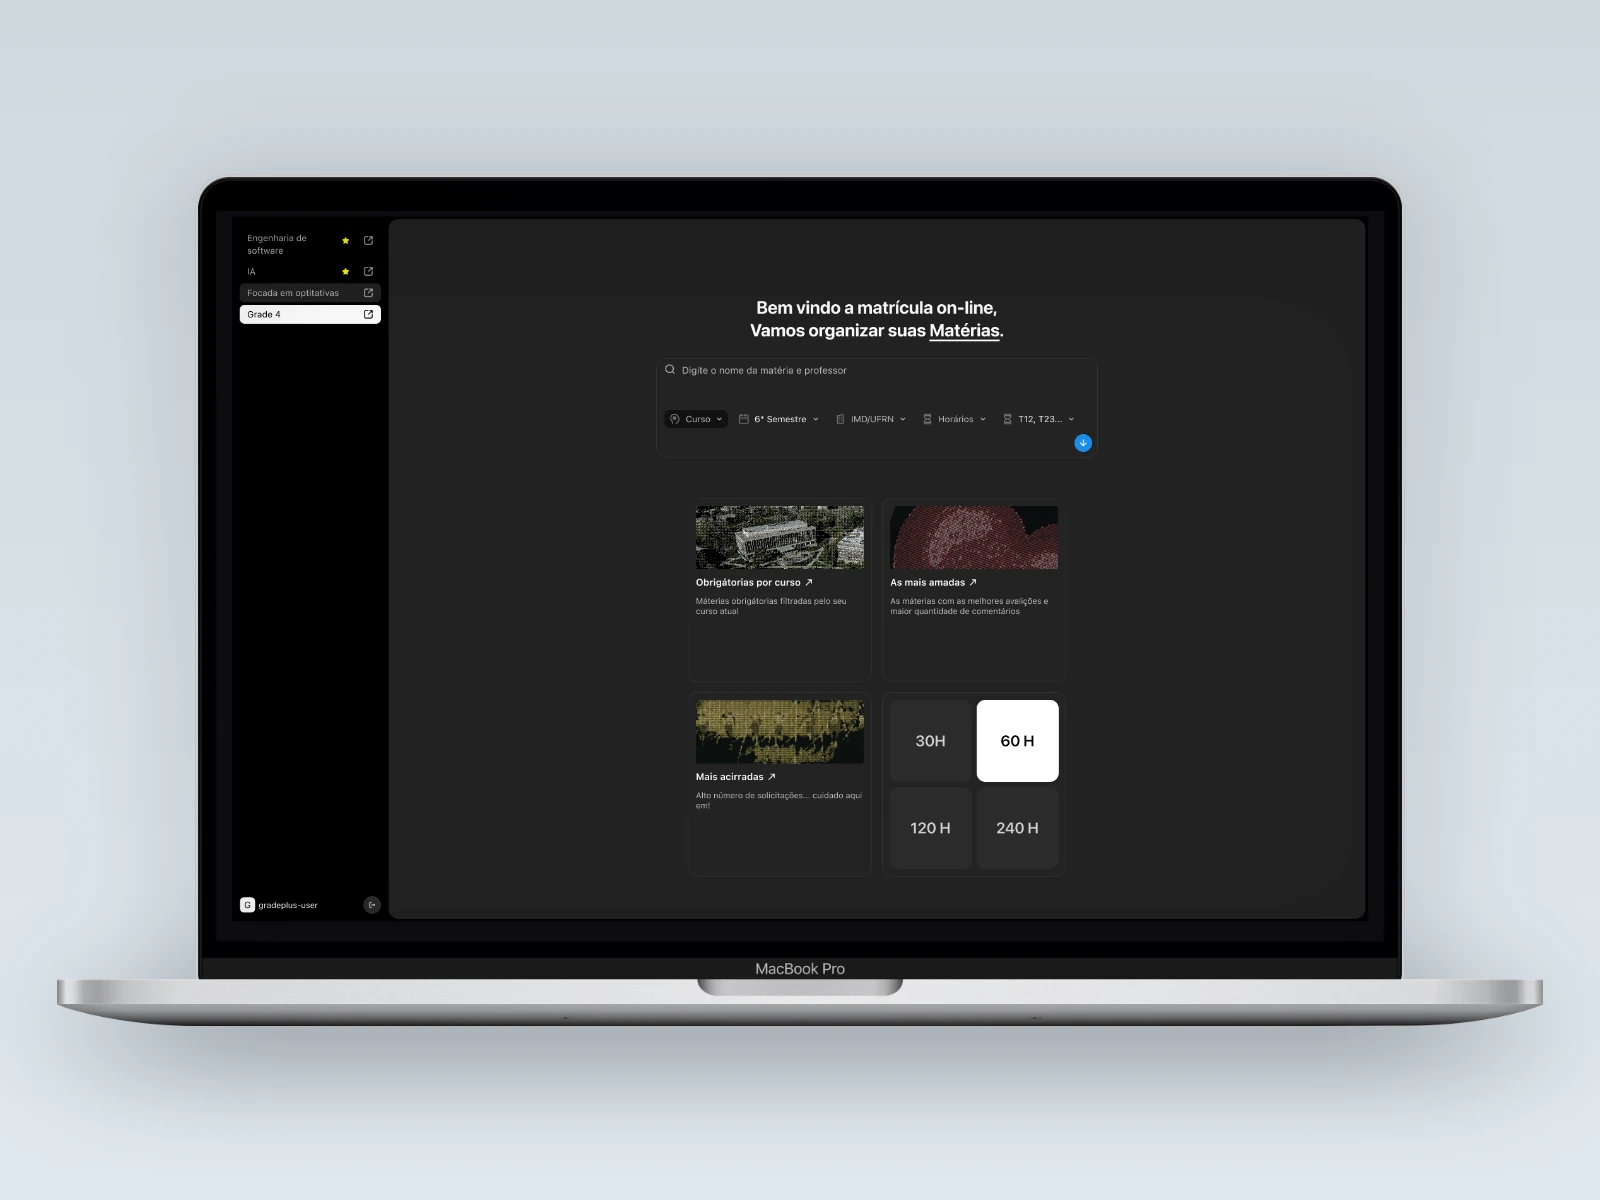 Engenharia de
software
IA
Focada em optitativas
Grade 4
Bem vindo a matrícula on-line,
Vamos organizar suas Matérias.
Digite o nome da matéria e professor
Curso
6° Semestre
IMD/UFRN
Horários
T12, T23...
Obrigátorias por curso
Máterias obrigátorias filtradas pelo seu
curso atual
As mais amadas
As máterias com as melhores avalições e
maior quantidade de comentários
Mais acirradas
Alto número de solicitações... cuidado aqui
em!
30H
60 H
120 H
240 H
G gradeplus-user
MacBook Pro